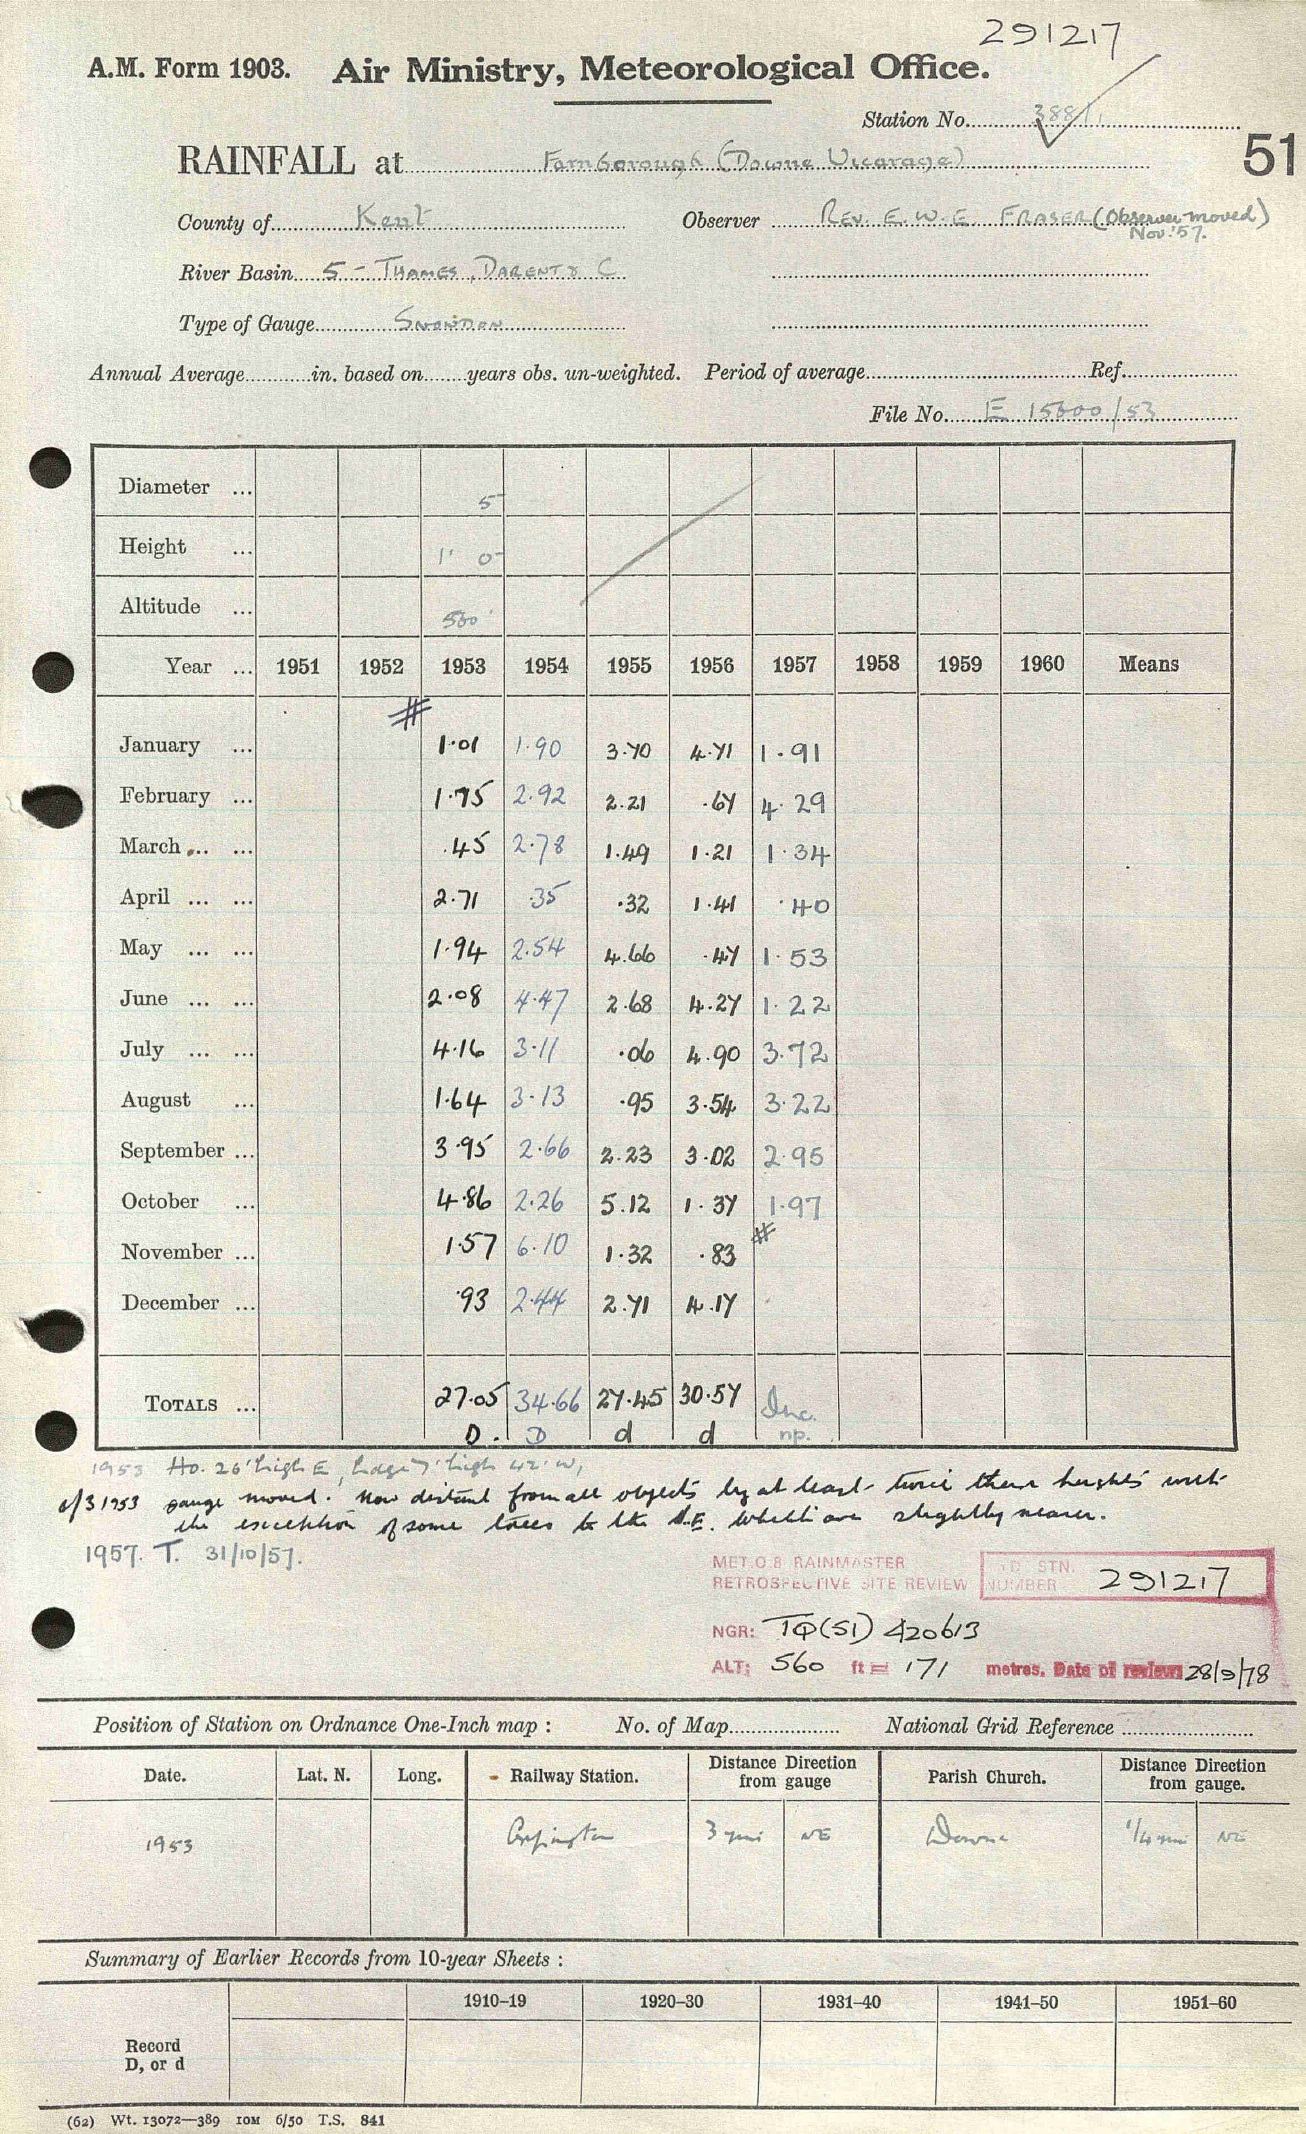 291217
A.M. Form 1903. Air Ministry, Meteorological Office.
Station No. 388/1
51
RAINFALL at Farnborough (Downe Vicarage)
County of Kent Observer Rev. E. W. E. FRASER (Observer moved)
Nov. '57.
River Basin 5 - THAMES, DARENT & C
Type of Gauge Snowdon
Annual Average in. based on years obs. un-weighted. Period of average Ref.
File No. E 15600/53
Diameter ... 5
Height ... 1' 0
Altitude ... 560'
Year ... 1951 1952 1953 1954 1955 1956 1957 1958 1959 1960 Means
#
January ... 1.01 1.90 3.70 4.71 1.91
February ... 1.75 2.92 2.21 .67 4.29
March ... ... .45 2.78 1.49 1.21 1.34
April ... ... 2.71 .35 .32 1.41 .40
May ... ... 1.94 2.54 4.66 .47 1.53
June ... ... 2.08 4.47 2.68 4.27 1.22
July ... ... 4.16 3.11 .06 4.90 3.72
August ... 1.64 3.13 .95 3.54 3.22
September ... 3.95 2.66 2.23 3.02 2.95
October ... 4.86 2.26 5.12 1.37 1.97
#
November ... 1.57 6.10 1.32 .83
December ... .93 2.44 2.71 4.17
TOTALS ... 27.05 34.66 27.45 30.57 Inc.
D. D d d np.
1953 Ho. 26' high E, hedge 7' high 42' W,
6/3 1953 gauge moved. Now distant from all objects by at least twice there heights with
the exception of some trees to the N.E. Which are slightly nearer.
1957. T. 31/10/57.
MET.O.8 RAINMASTER
RETROSPECTIVE SITE REVIEW STN. NUMBER 291217
NGR: TQ(51) 420613
ALT: 560 ft = 171 metres. Date of review: 28/9/78
Position of Station on Ordnance One-Inch map : No. of Map National Grid Reference
Date. Lat. N. Long. Railway Station. Distance Direction from gauge Parish Church. Distance Direction from gauge.
1953 Orpington 3 ymi NE Downe 1/4 mi NE
Summary of Earlier Records from 10-year Sheets :
1910–19 1920–30 1931–40 1941–50 1951–60
Record
D, or d
(62) Wt. 13072—389 10M 6/50 T.S. 841